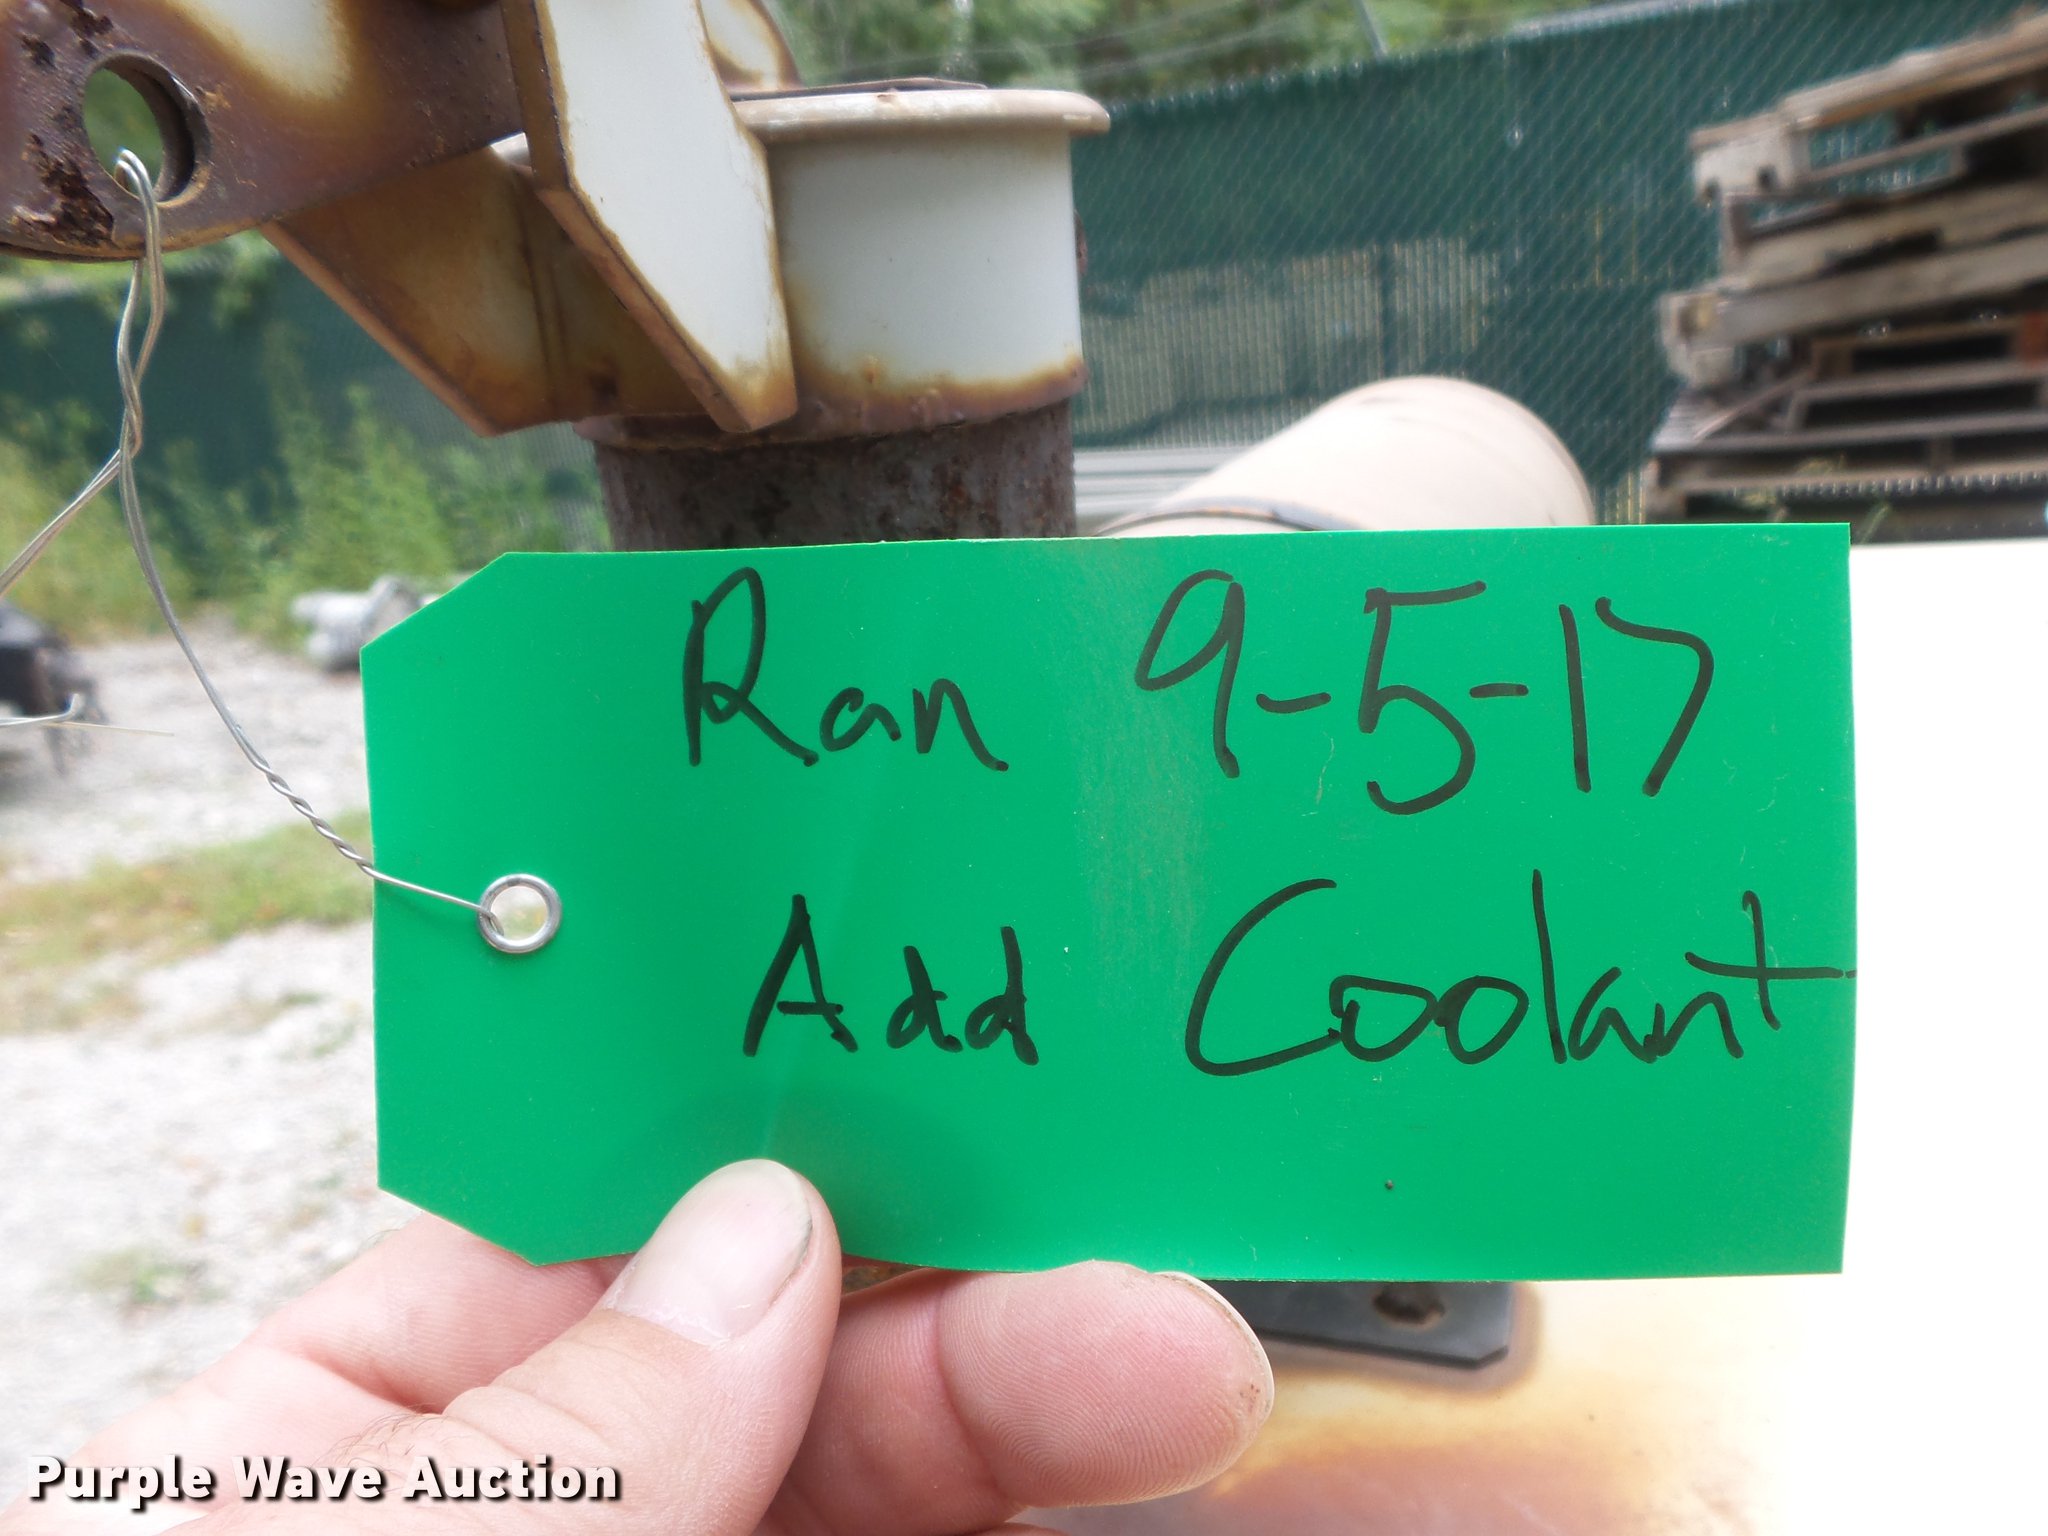 Ran 9-5-17
Add Coolant
Purple Wave Auction